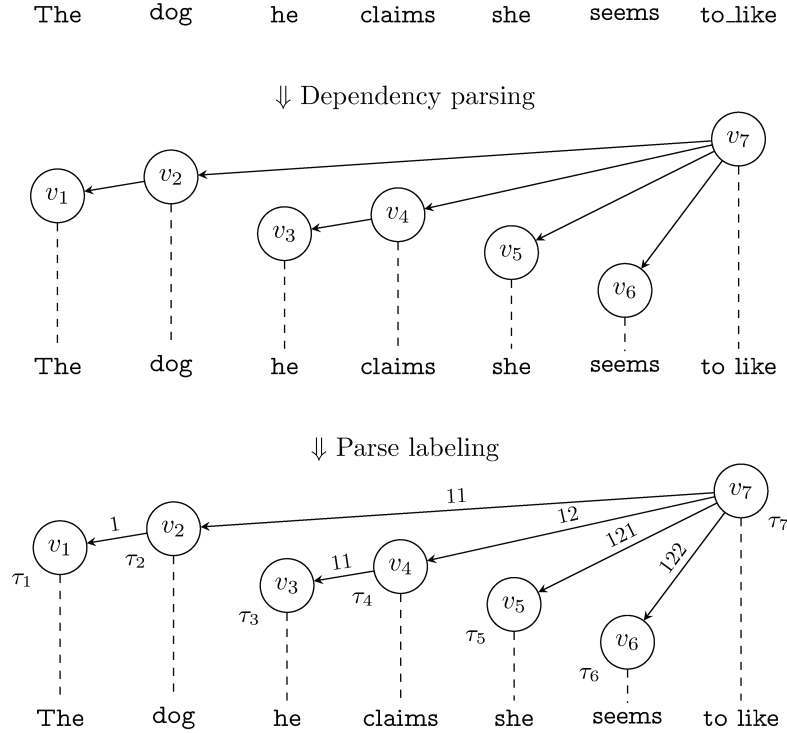 The dog he claims she seems to_like
⇓ Dependency parsing
v7
v2
v1
v4
v3
v5
v6
The dog he claims she seems to like
⇓ Parse labeling
11 v7
1 v2 12 τ7
v1 τ2 11 v4 121 122
τ1 v3 τ4 v5
τ3 τ5 v6
τ6
The dog he claims she seems to like